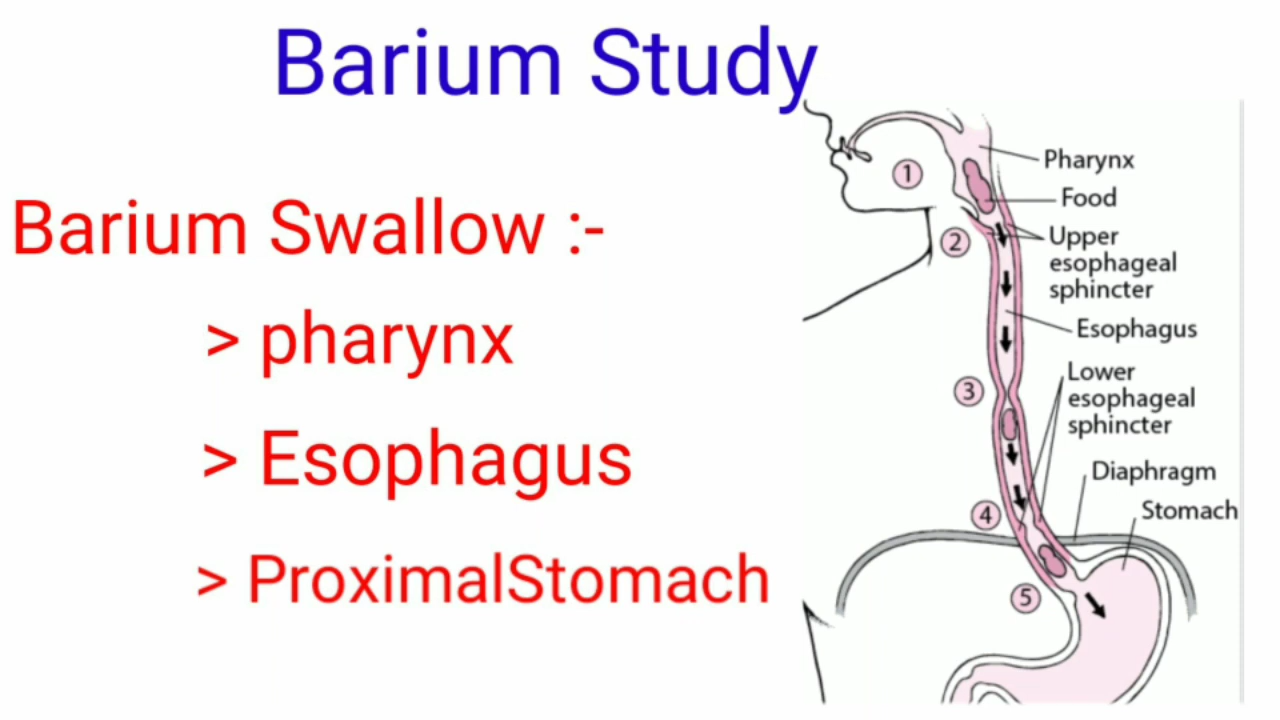 Barium Study
Barium Swallow :-
> pharynx
> Esophagus
> ProximalStomach
1
2
3
4
5
Pharynx
Food
Upper
esophageal
sphincter
Esophagus
Lower
esophageal
sphincter
Diaphragm
Stomach